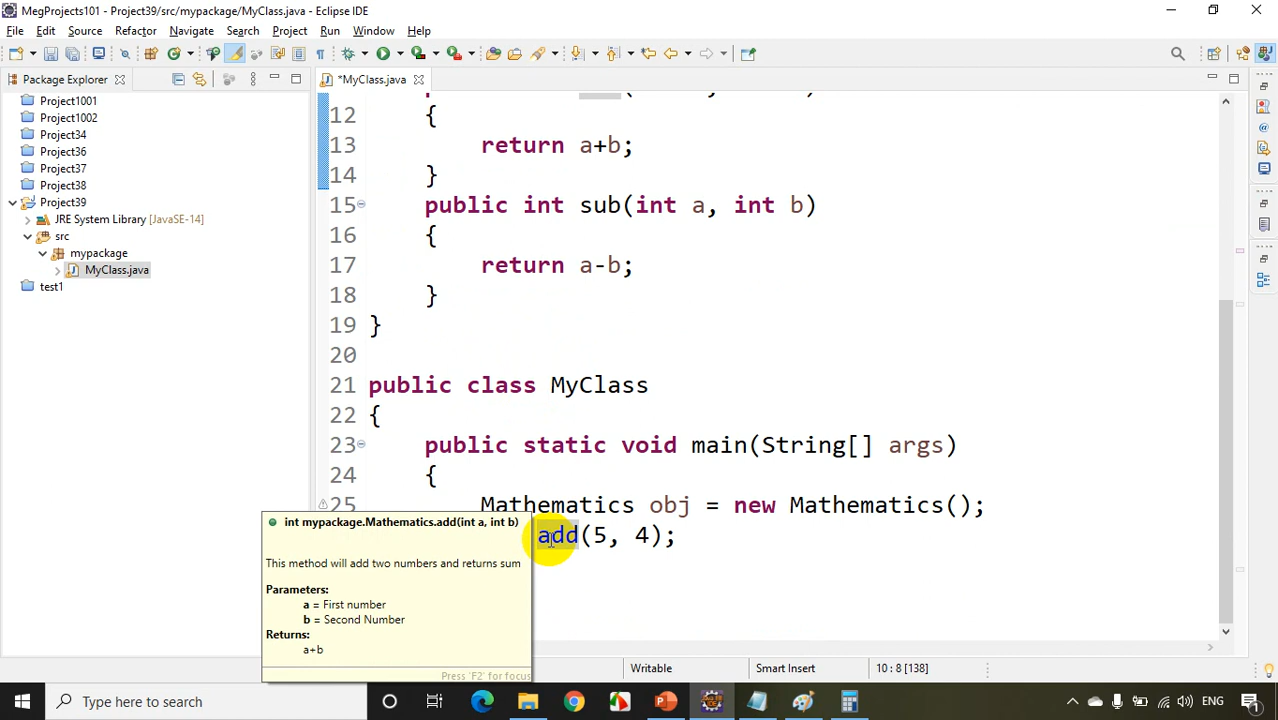 MegProjects101 - Project39/src/mypackage/MyClass.java - Eclipse IDE
File Edit Source Refactor Navigate Search Project Run Window Help
Package Explorer
*MyClass.java
Project1001
Project1002
Project34
Project36
Project37
Project38
Project39
JRE System Library [JavaSE-14]
src
mypackage
MyClass.java
test1
12 {
13 return a+b;
14 }
15 public int sub(int a, int b)
16 {
17 return a-b;
18 }
19 }
20
21 public class MyClass
22 {
23 public static void main(String[] args)
24 {
25 Mathematics obj = new Mathematics();
add(5, 4);
int mypackage.Mathematics.add(int a, int b)
This method will add two numbers and returns sum
Parameters:
a = First number
b = Second Number
Returns:
a+b
Press 'F2' for focus
Writable Smart Insert 10 : 8 [138]
Type here to search
ENG